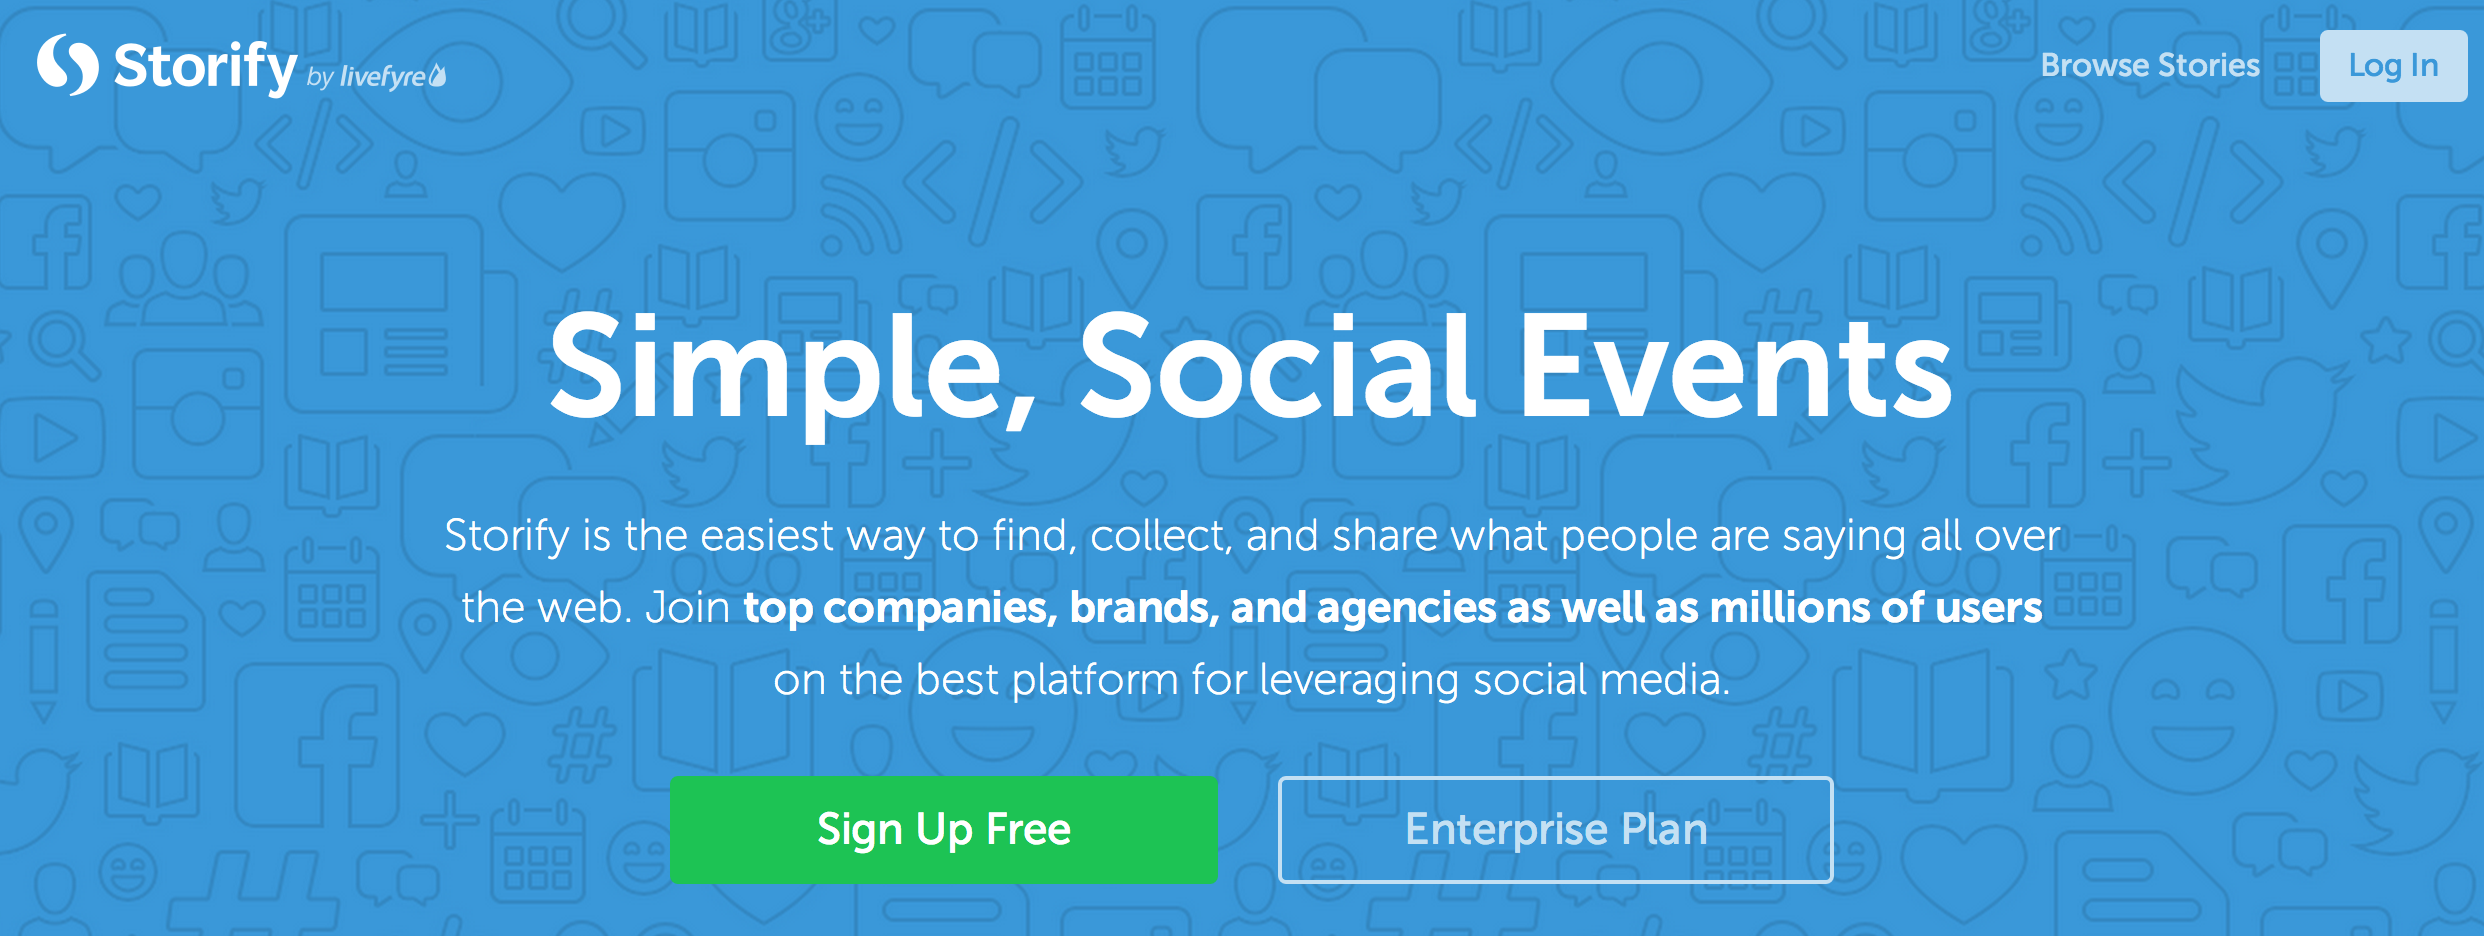 Storify by livefyre
Browse Stories
Log In
Simple, Social Events
Storify is the easiest way to find, collect, and share what people are saying all over
the web. Join top companies, brands, and agencies as well as millions of users
on the best platform for leveraging social media.
Sign Up Free
Enterprise Plan